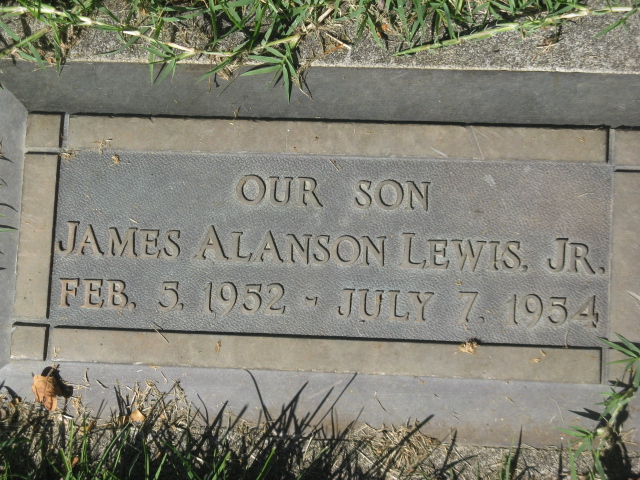 OUR SON
JAMES ALANSON LEWIS, JR.
FEB. 5, 1952 - JULY 7, 1954